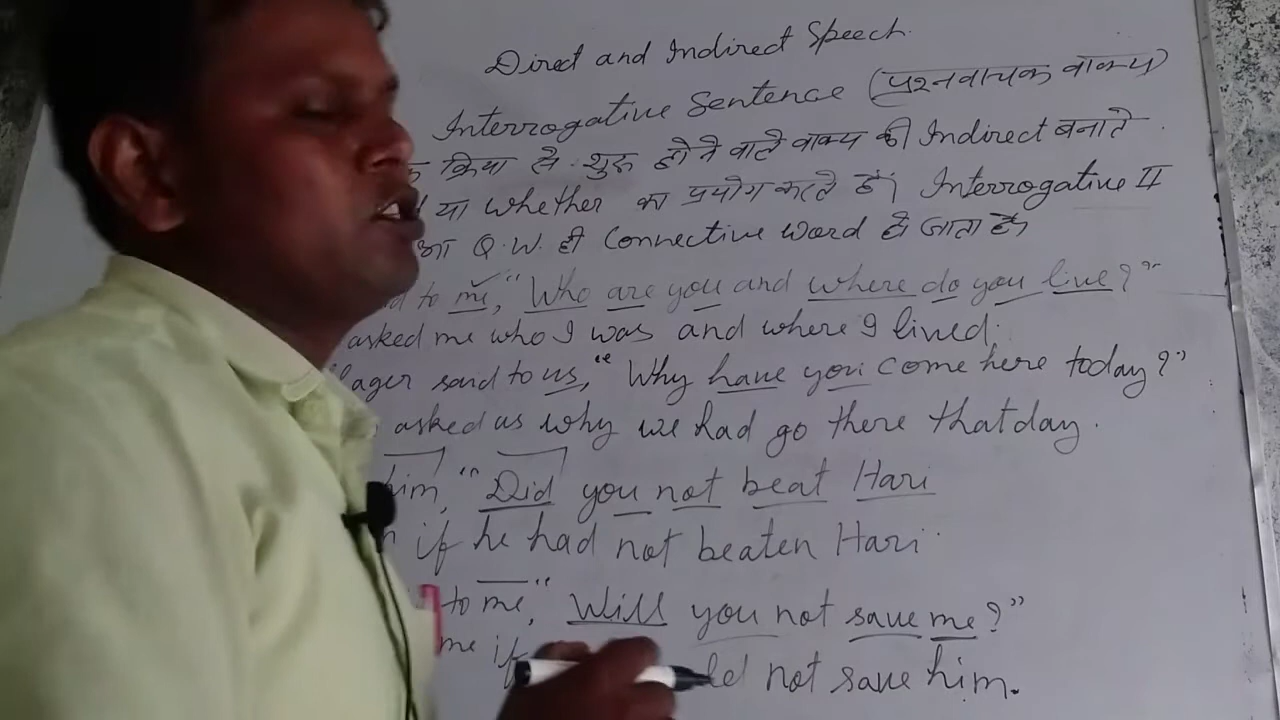 Direct and Indirect Speech.
Interrogative Sentence (प्रश्नवाचक वाक्य)
क्रिया से शुरू होने वाले वाक्य की Indirect बनाते
या whether का प्रयोग करते हैं। Interrogative II
Q.W. ही Connective word हो जाता है।
to me, "Who are you and where do you live?"
asked me who I was and where I lived.
said to us, "Why have you come here today?"
asked us why we had go there that day.
him, "Did you not beat Hari
if he had not beaten Hari.
to me, "Will you not save me?"
me if not save him.